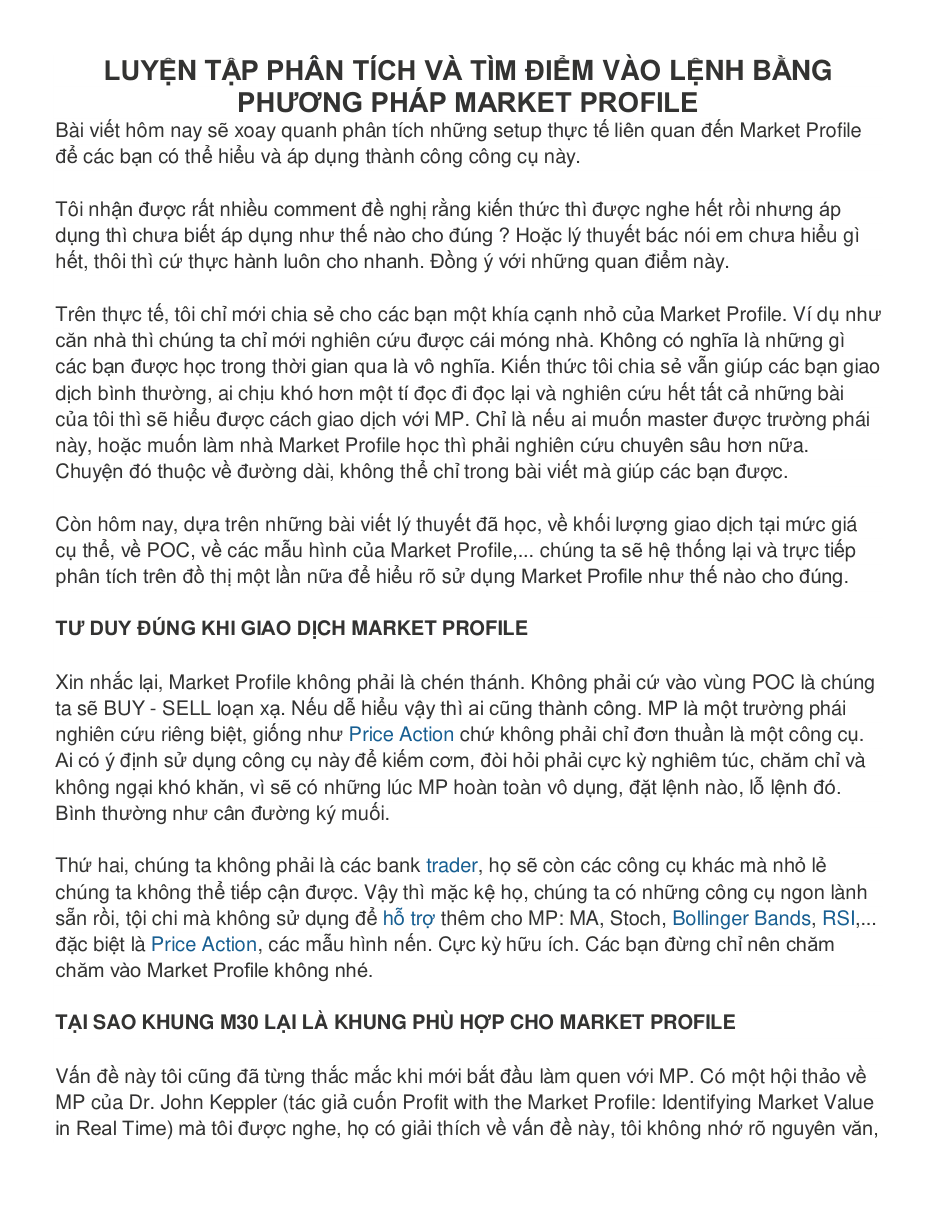 LUYỆN TẬP PHÂN TÍCH VÀ TÌM ĐIỂM VÀO LỆNH BẰNG
PHƯƠNG PHÁP MARKET PROFILE
Bài viết hôm nay sẽ xoay quanh phân tích những setup thực tế liên quan đến Market Profile
để các bạn có thể hiểu và áp dụng thành công công cụ này.
Tôi nhận được rất nhiều comment đề nghị rằng kiến thức thì được nghe hết rồi nhưng áp
dụng thì chưa biết áp dụng như thế nào cho đúng ? Hoặc lý thuyết bác nói em chưa hiểu gì
hết, thôi thì cứ thực hành luôn cho nhanh. Đồng ý với những quan điểm này.
Trên thực tế, tôi chỉ mới chia sẻ cho các bạn một khía cạnh nhỏ của Market Profile. Ví dụ như
căn nhà thì chúng ta chỉ mới nghiên cứu được cái móng nhà. Không có nghĩa là những gì
các bạn được học trong thời gian qua là vô nghĩa. Kiến thức tôi chia sẻ vẫn giúp các bạn giao
dịch bình thường, ai chịu khó hơn một tí đọc đi đọc lại và nghiên cứu hết tất cả những bài
của tôi thì sẽ hiểu được cách giao dịch với MP. Chỉ là nếu ai muốn master được trường phái
này, hoặc muốn làm nhà Market Profile học thì phải nghiên cứu chuyên sâu hơn nữa.
Chuyện đó thuộc về đường dài, không thể chỉ trong bài viết mà giúp các bạn được.
Còn hôm nay, dựa trên những bài viết lý thuyết đã học, về khối lượng giao dịch tại mức giá
cụ thể, về POC, về các mẫu hình của Market Profile,... chúng ta sẽ hệ thống lại và trực tiếp
phân tích trên đồ thị một lần nữa để hiểu rõ sử dụng Market Profile như thế nào cho đúng.
TƯ DUY ĐÚNG KHI GIAO DỊCH MARKET PROFILE
Xin nhắc lại, Market Profile không phải là chén thánh. Không phải cứ vào vùng POC là chúng
ta sẽ BUY - SELL loạn xạ. Nếu dễ hiểu vậy thì ai cũng thành công. MP là một trường phái
nghiên cứu riêng biệt, giống như Price Action chứ không phải chỉ đơn thuần là một công cụ.
Ai có ý định sử dụng công cụ này để kiếm cơm, đòi hỏi phải cực kỳ nghiêm túc, chăm chỉ và
không ngại khó khăn, vì sẽ có những lúc MP hoàn toàn vô dụng, đặt lệnh nào, lỗ lệnh đó.
Bình thường như cân đường ký muối.
Thứ hai, chúng ta không phải là các bank trader, họ sẽ còn các công cụ khác mà nhỏ lẻ
chúng ta không thể tiếp cận được. Vậy thì mặc kệ họ, chúng ta có những công cụ ngon lành
sẵn rồi, tội chi mà không sử dụng để hỗ trợ thêm cho MP: MA, Stoch, Bollinger Bands, RSI,...
đặc biệt là Price Action, các mẫu hình nến. Cực kỳ hữu ích. Các bạn đừng chỉ nên chăm
chăm vào Market Profile không nhé.
TẠI SAO KHUNG M30 LẠI LÀ KHUNG PHÙ HỢP CHO MARKET PROFILE
Vấn đề này tôi cũng đã từng thắc mắc khi mới bắt đầu làm quen với MP. Có một hội thảo về
MP của Dr. John Keppler (tác giả cuốn Profit with the Market Profile: Identifying Market Value
in Real Time) mà tôi được nghe, họ có giải thích về vấn đề này, tôi không nhớ rõ nguyên văn,